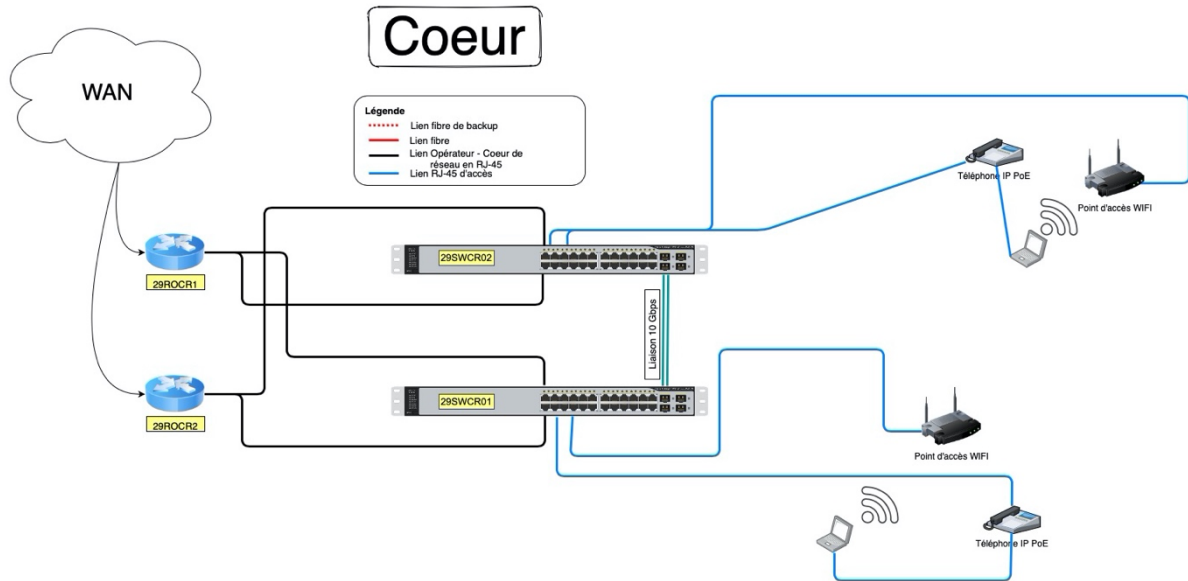 Coeur
WAN
Légende
Lien fibre de backup
Lien fibre
Lien Opérateur - Coeur de
réseau en RJ-45
Lien RJ-45 d'accès
Téléphone IP PoE
Point d'accès WIFI
29SWCR02
29ROCR1
Liaison 10 Gbps
29SWCR01
29ROCR2
Point d'accès WIFI
Téléphone IP PoE